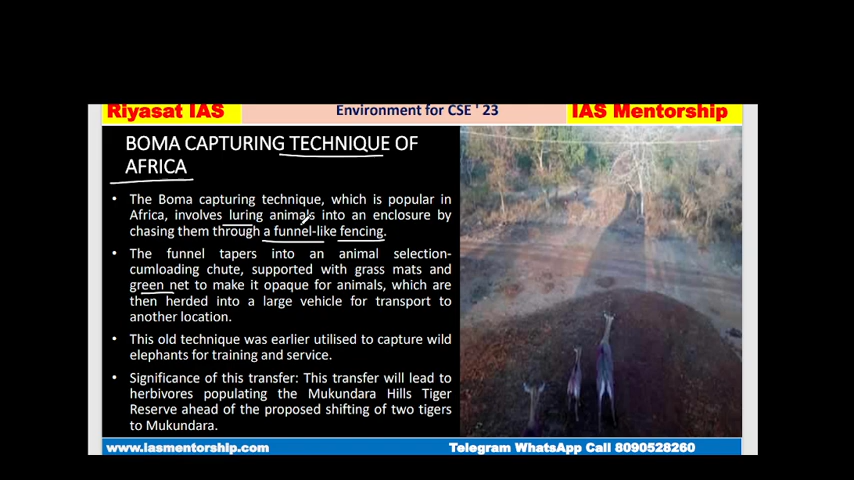 Riyasat IAS
Environment for CSE ' 23
IAS Mentorship
BOMA CAPTURING TECHNIQUE OF
AFRICA
• The Boma capturing technique, which is popular in
Africa, involves luring animals into an enclosure by
chasing them through a funnel-like fencing.
• The funnel tapers into an animal selection-
cumloading chute, supported with grass mats and
green net to make it opaque for animals, which are
then herded into a large vehicle for transport to
another location.
• This old technique was earlier utilised to capture wild
elephants for training and service.
• Significance of this transfer: This transfer will lead to
herbivores populating the Mukundara Hills Tiger
Reserve ahead of the proposed shifting of two tigers
to Mukundara.
www.iasmentorship.com
Telegram WhatsApp Call 8090528260